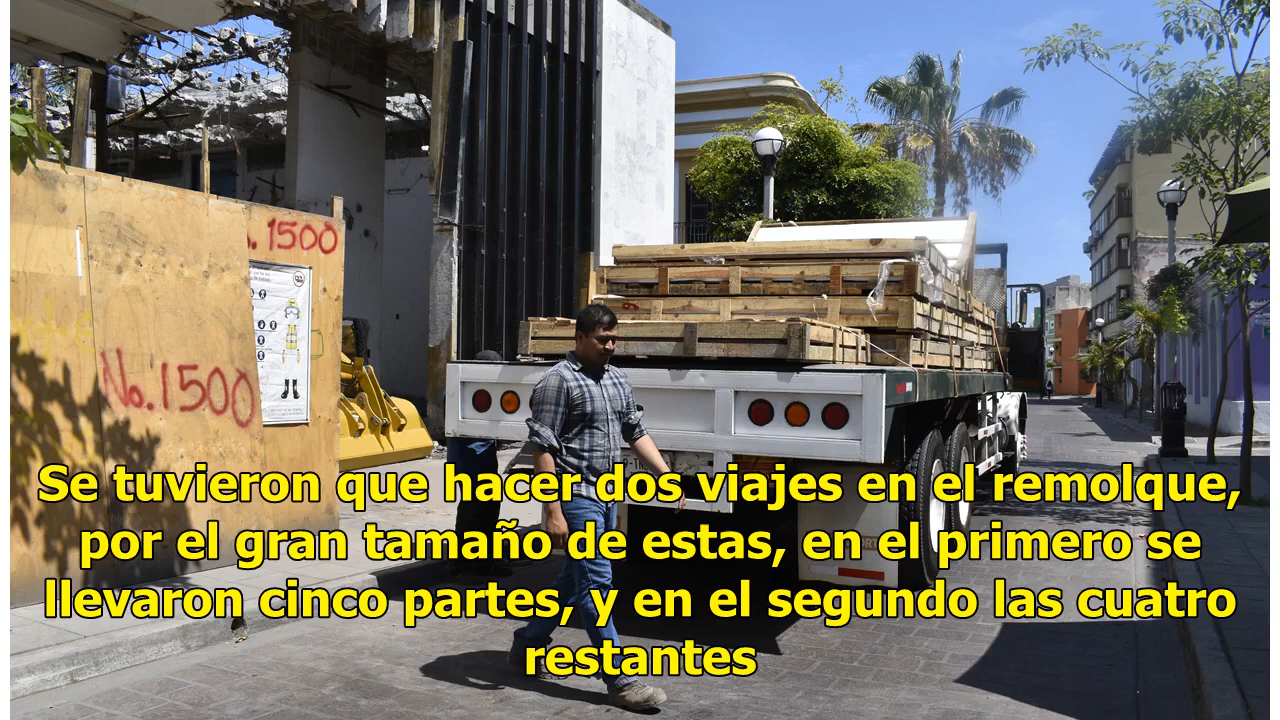 . 1500
No.1500
Se tuvieron que hacer dos viajes en el remolque,
por el gran tamaño de estas, en el primero se
llevaron cinco partes, y en el segundo las cuatro
restantes